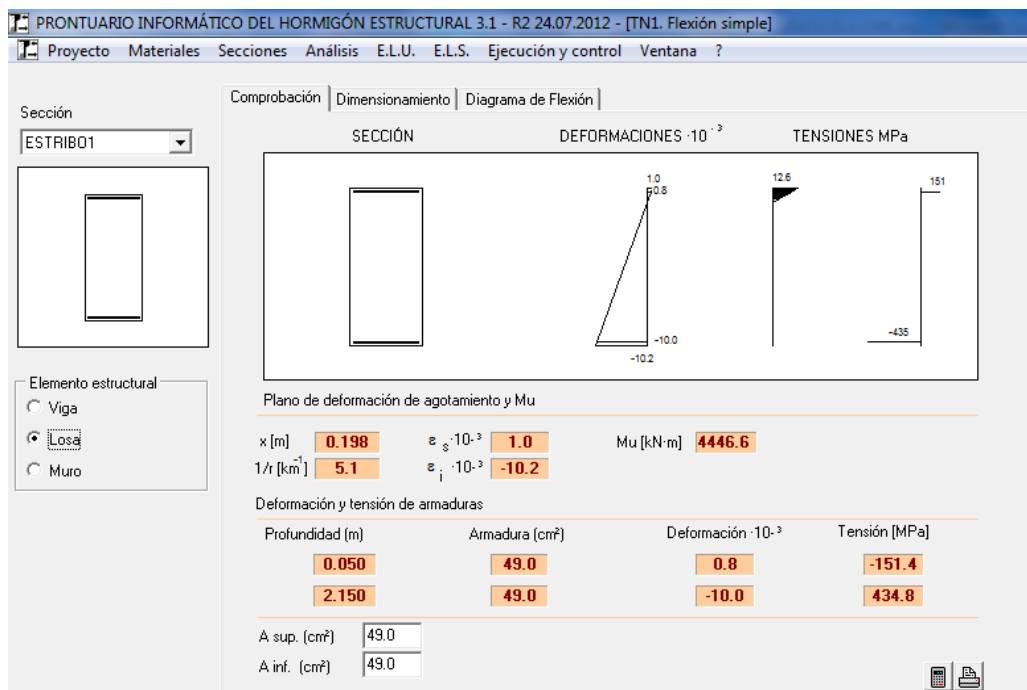 PRONTUARIO INFORMÁTICO DEL HORMIGÓN ESTRUCTURAL 3.1 - R2 24.07.2012 - [TN1. Flexión simple]
Proyecto Materiales Secciones Análisis E.L.U. E.L.S. Ejecución y control Ventana ?
Sección
ESTRIBO1
Comprobación Dimensionamiento Diagrama de Flexión
SECCIÓN DEFORMACIONES ·10⁻³ TENSIONES MPa
1.0
0.8
12.6
151
-10.0
-10.2
-435
Elemento estructural
Viga
Losa
Muro
Plano de deformación de agotamiento y Mu
x [m] 0.198 ε s·10-³ 1.0 Mu [kN·m] 4446.6
1/r [km-1] 5.1 ε i ·10-³ -10.2
Deformación y tensión de armaduras
Profundidad (m) Armadura (cm²) Deformación ·10-³ Tensión [MPa]
0.050 49.0 0.8 -151.4
2.150 49.0 -10.0 434.8
A sup. (cm²) 49.0
A inf. (cm²) 49.0